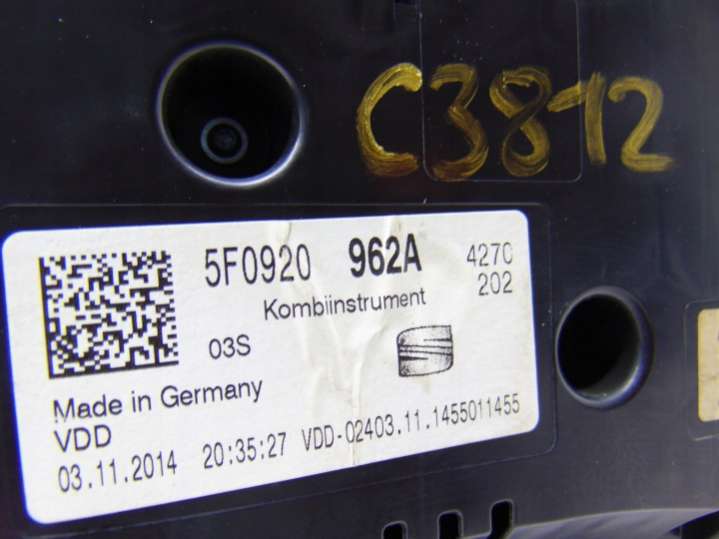 C3812
5F0920 962A 427C
202
Kombiinstrument
03S
Made in Germany
VDD
03.11.2014 20:35:27 VDD-02403.11.1455011455